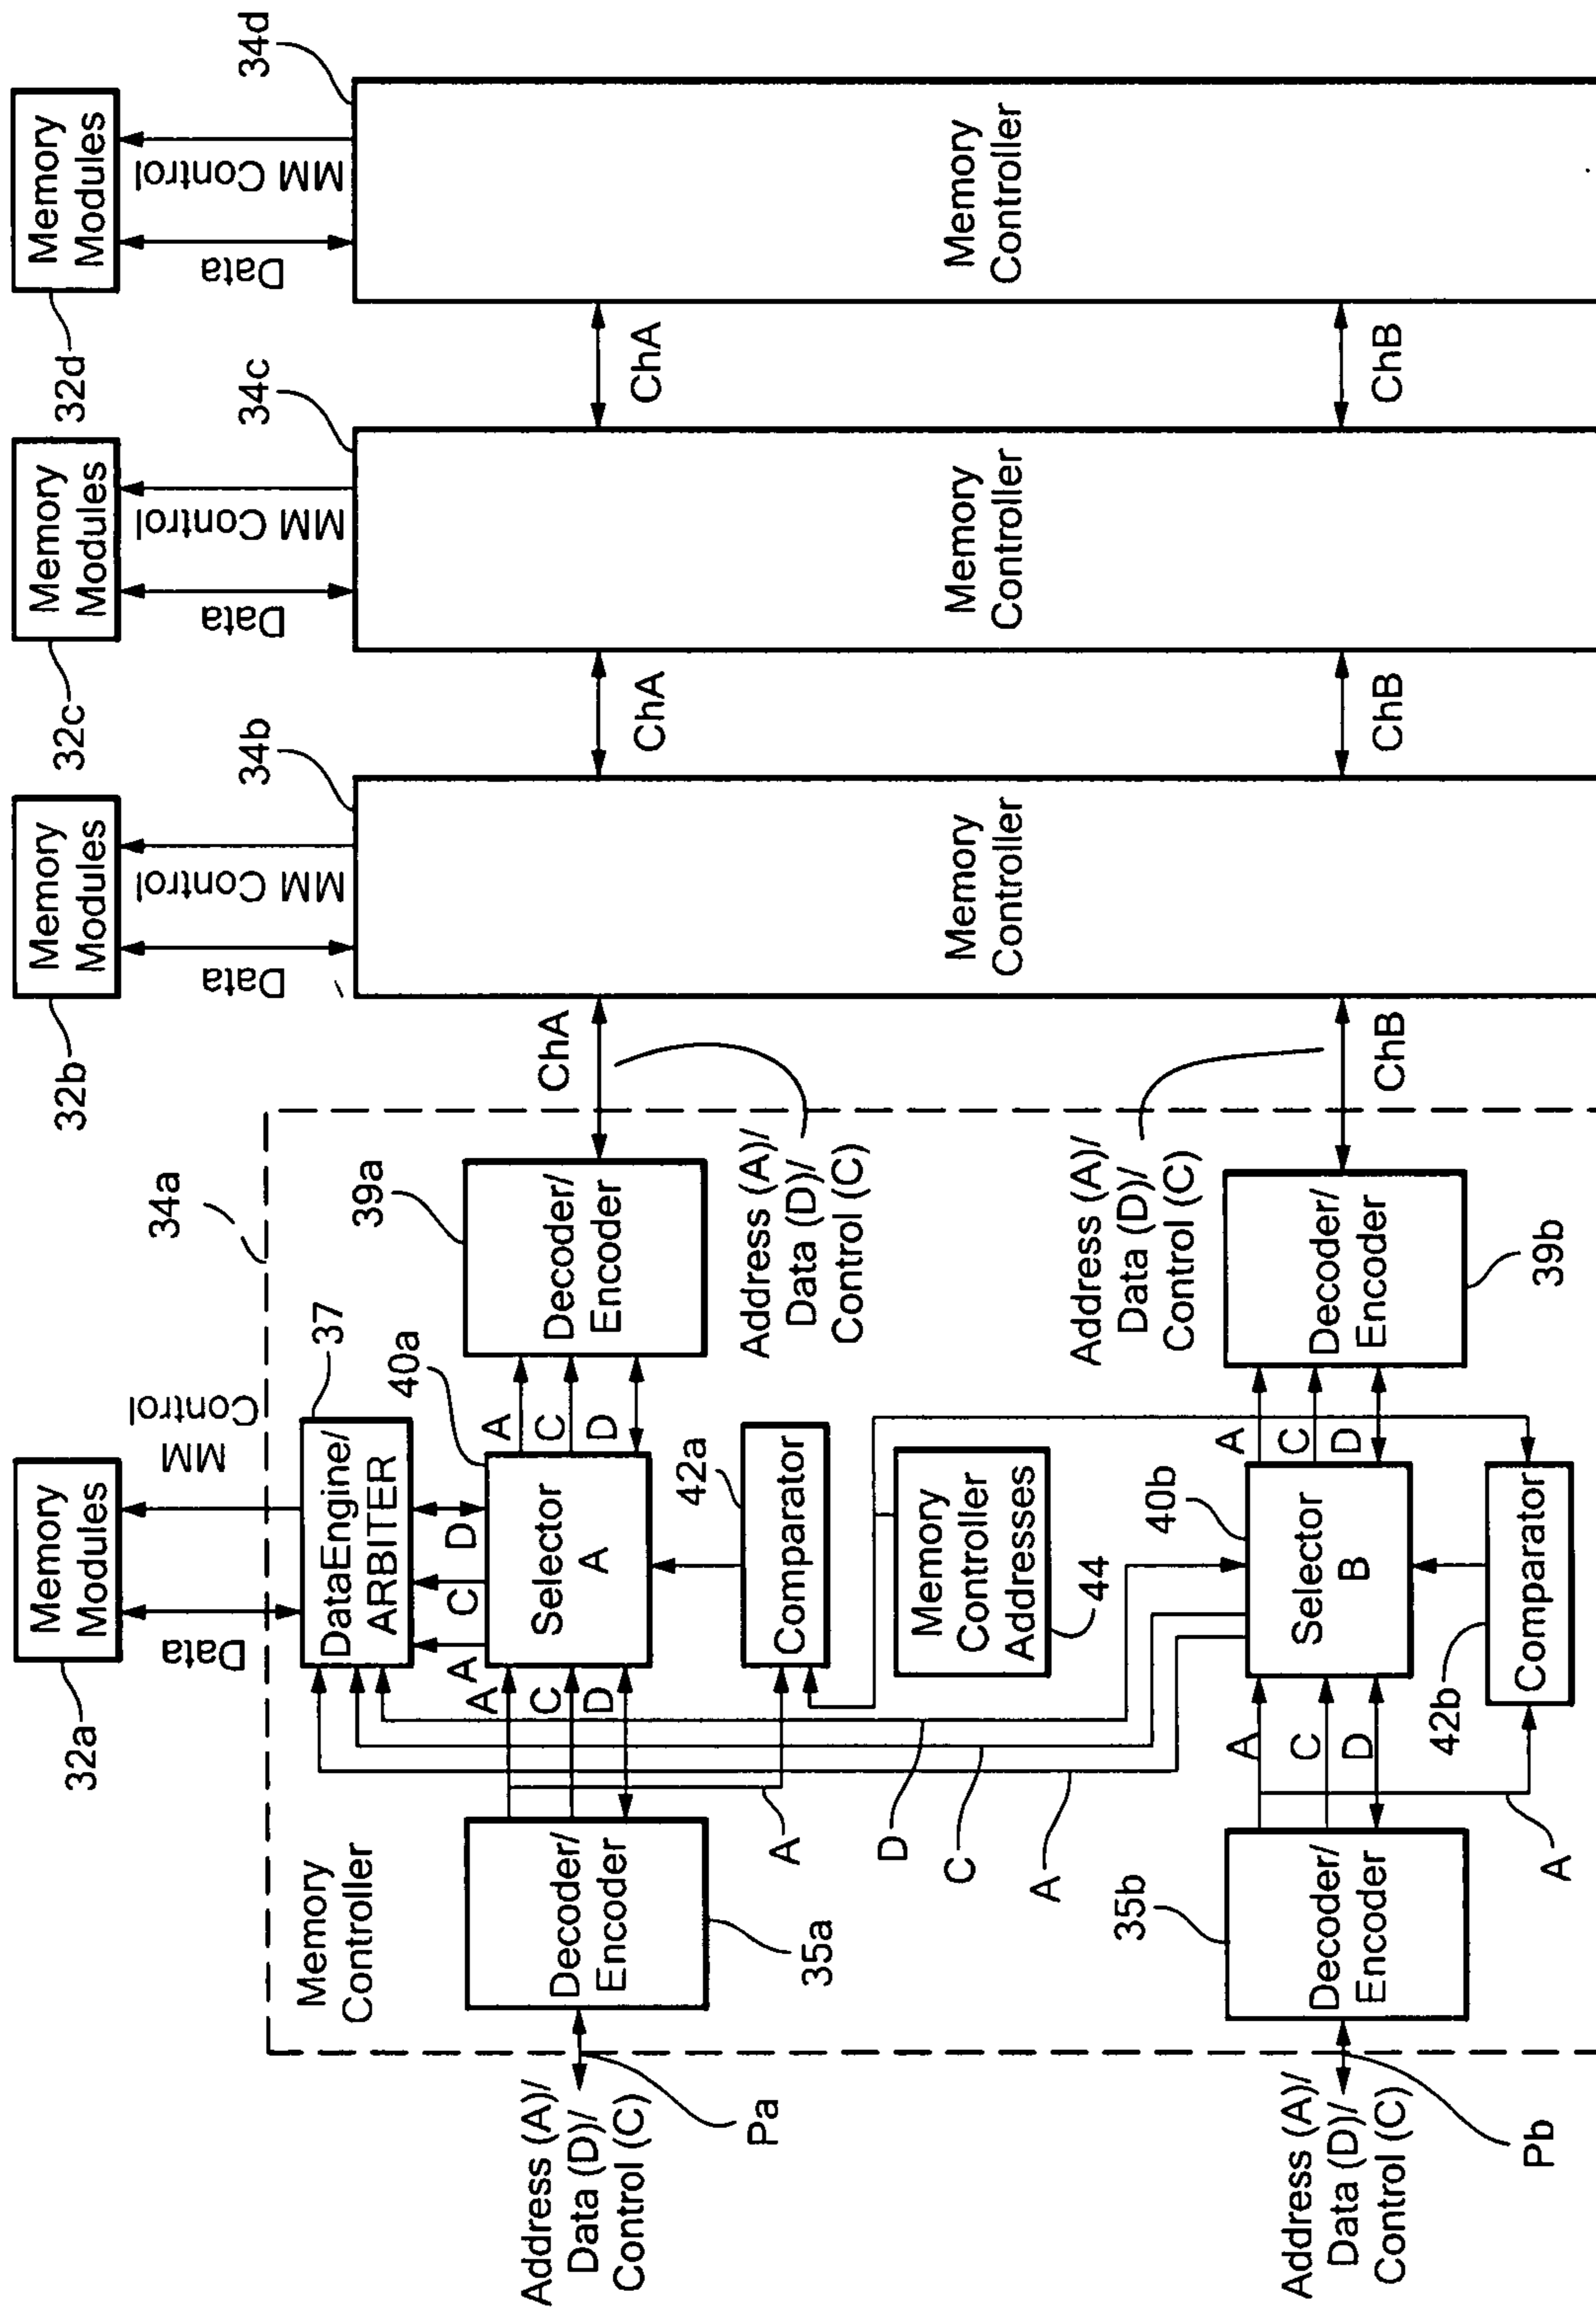 32a
Memory
Modules
Data
MM
Control
32b
Memory
Modules
Data
MM Control
32c
Memory
Modules
Data
MM Control
32d
Memory
Modules
Data
MM Control
34a
Memory
Controller
37
DataEngine/
ARBITER
A
C
D
Address (A)/
Data (D)/
Control (C)
Pa
Decoder/
Encoder
35a
A
C
D
A
Selector
A
40a
A
C
D
Decoder/
Encoder
39a
ChA
Address (A)/
Data (D)/
Control (C)
Comparator
42a
Memory
Controller
Addresses
44
D
C
A
Address (A)/
Data (D)/
Control (C)
Pb
Decoder/
Encoder
35b
A
C
D
A
Selector
B
40b
A
C
D
Decoder/
Encoder
39b
ChB
Address (A)/
Data (D)/
Control (C)
Comparator
42b
34b
Memory
Controller
ChA
ChB
34c
Memory
Controller
ChA
ChB
34d
Memory
Controller